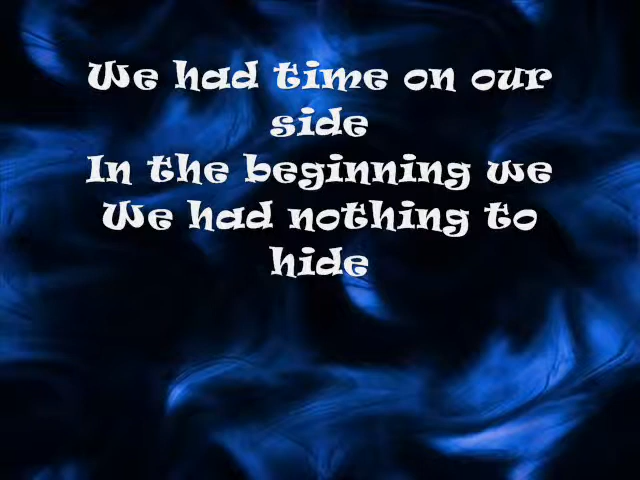 We had time on our
side
In the beginning we
We had nothing to
hide